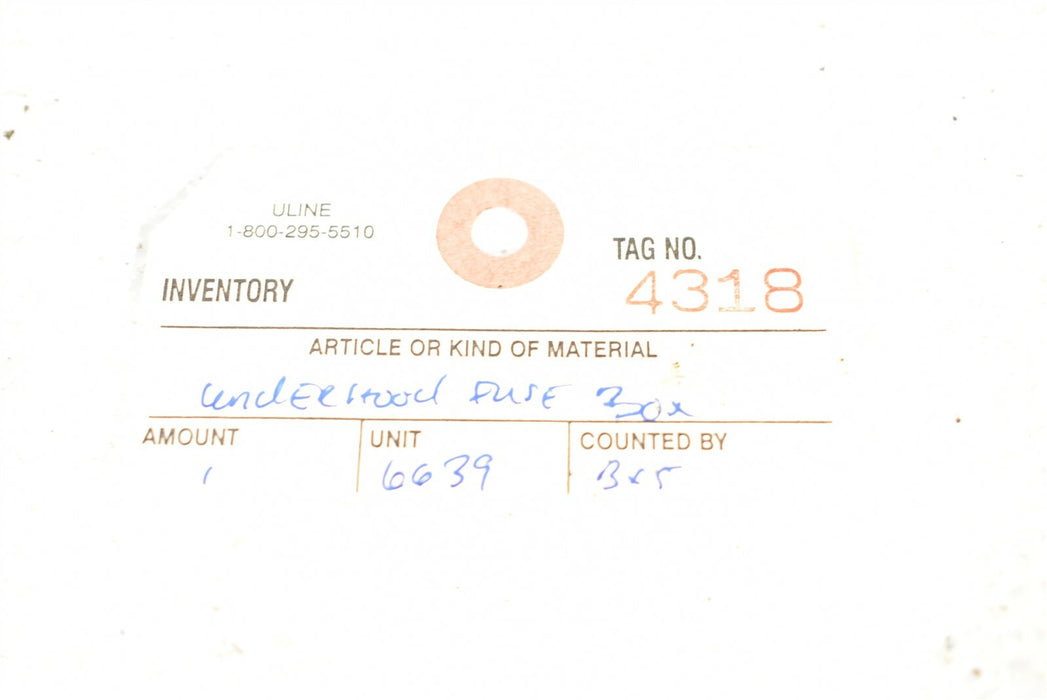 ULINE
1-800-295-5510
INVENTORY
TAG NO.
4318
ARTICLE OR KIND OF MATERIAL
UndERHood FUSE Box
AMOUNT
1
UNIT
6639
COUNTED BY